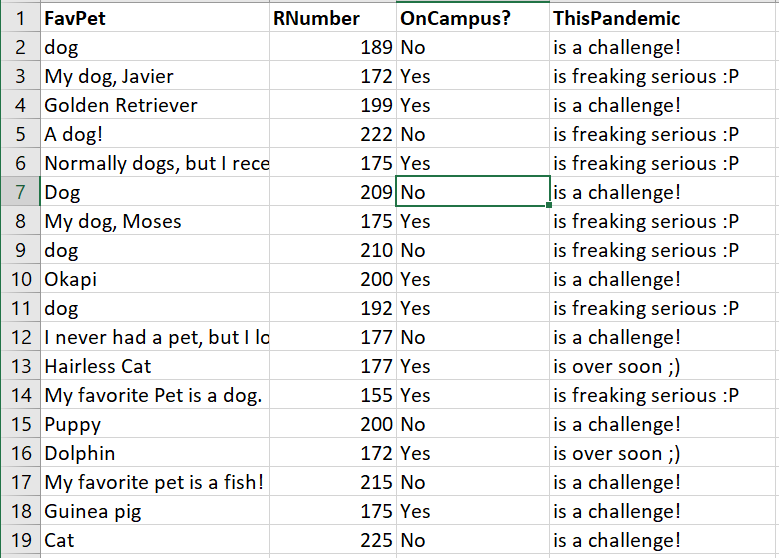 1 FavPet RNumber OnCampus? ThisPandemic
2 dog 189 No is a challenge!
3 My dog, Javier 172 Yes is freaking serious :P
4 Golden Retriever 199 Yes is a challenge!
5 A dog! 222 No is freaking serious :P
6 Normally dogs, but I rece 175 Yes is freaking serious :P
7 Dog 209 No is a challenge!
8 My dog, Moses 175 Yes is freaking serious :P
9 dog 210 No is freaking serious :P
10 Okapi 200 Yes is a challenge!
11 dog 192 Yes is freaking serious :P
12 I never had a pet, but I lo 177 No is a challenge!
13 Hairless Cat 177 Yes is over soon ;)
14 My favorite Pet is a dog. 155 Yes is freaking serious :P
15 Puppy 200 No is a challenge!
16 Dolphin 172 Yes is over soon ;)
17 My favorite pet is a fish! 215 No is a challenge!
18 Guinea pig 175 Yes is a challenge!
19 Cat 225 No is a challenge!